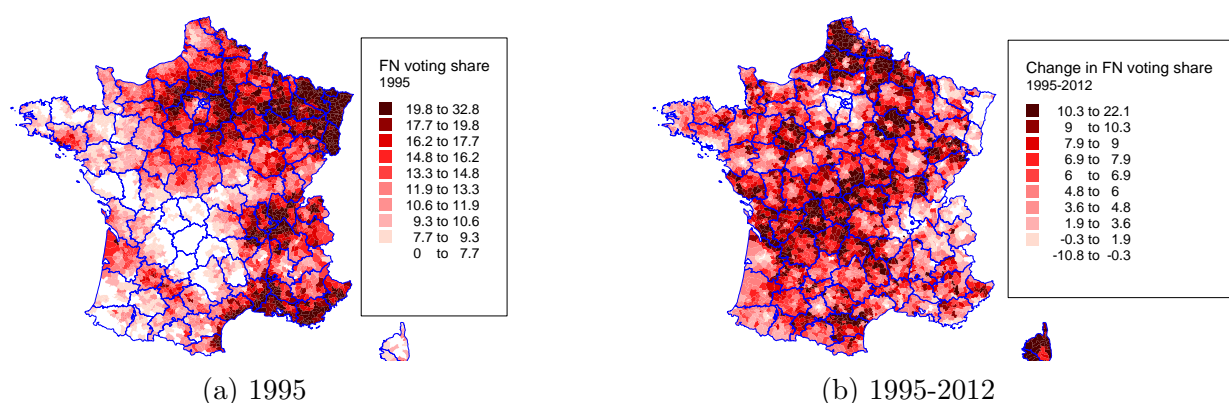 FN voting share
1995
19.8 to 32.8
17.7 to 19.8
16.2 to 17.7
14.8 to 16.2
13.3 to 14.8
11.9 to 13.3
10.6 to 11.9
9.3 to 10.6
7.7 to 9.3
0 to 7.7
(a) 1995
Change in FN voting share
1995-2012
10.3 to 22.1
9 to 10.3
7.9 to 9
6.9 to 7.9
6 to 6.9
4.8 to 6
3.6 to 4.8
1.9 to 3.6
-0.3 to 1.9
-10.8 to -0.3
(b) 1995-2012